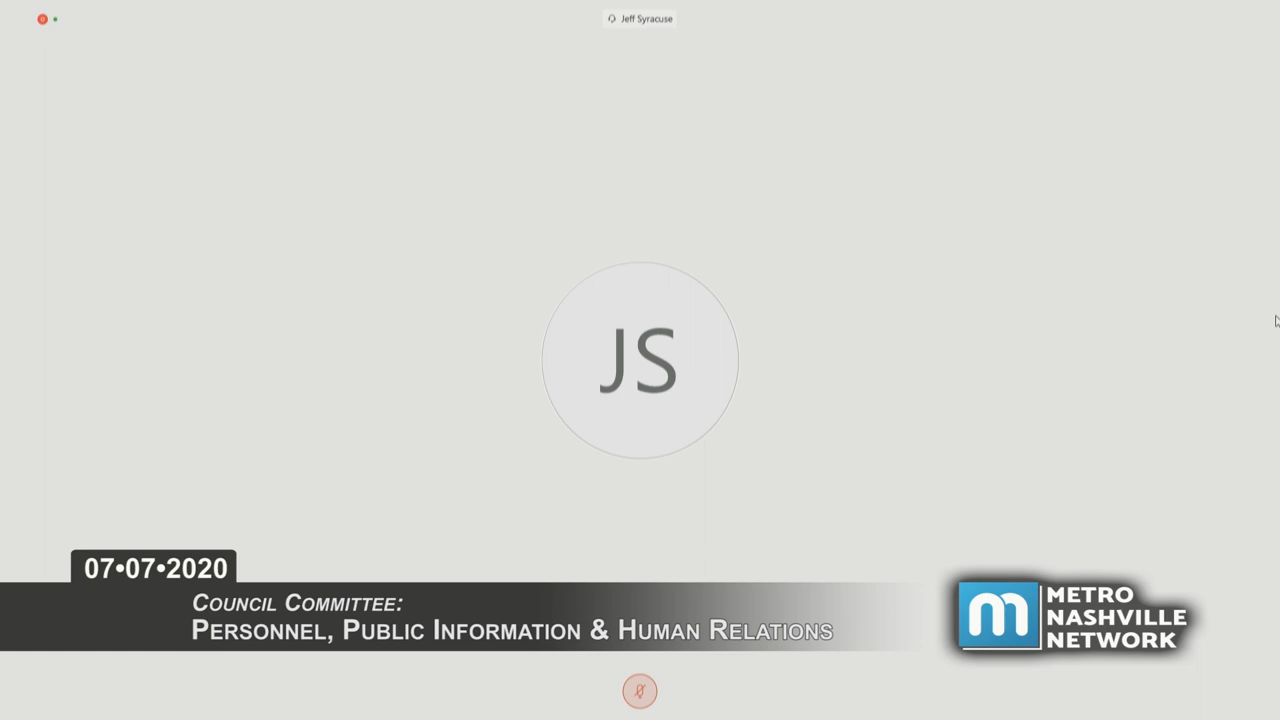 Jeff Syracuse
JS
07•07•2020
Council Committee:
Personnel, Public Information & Human Relations
m
METRO
NASHVILLE
NETWORK